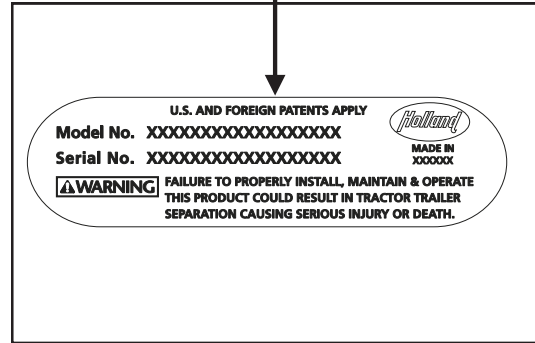 U.S. AND FOREIGN PATENTS APPLY
Holland
Model No. XXXXXXXXXXXXXXXXXX
MADE IN
XXXXXX
Serial No. XXXXXXXXXXXXXXXXXX
WARNING FAILURE TO PROPERLY INSTALL, MAINTAIN & OPERATE
THIS PRODUCT COULD RESULT IN TRACTOR TRAILER
SEPARATION CAUSING SERIOUS INJURY OR DEATH.